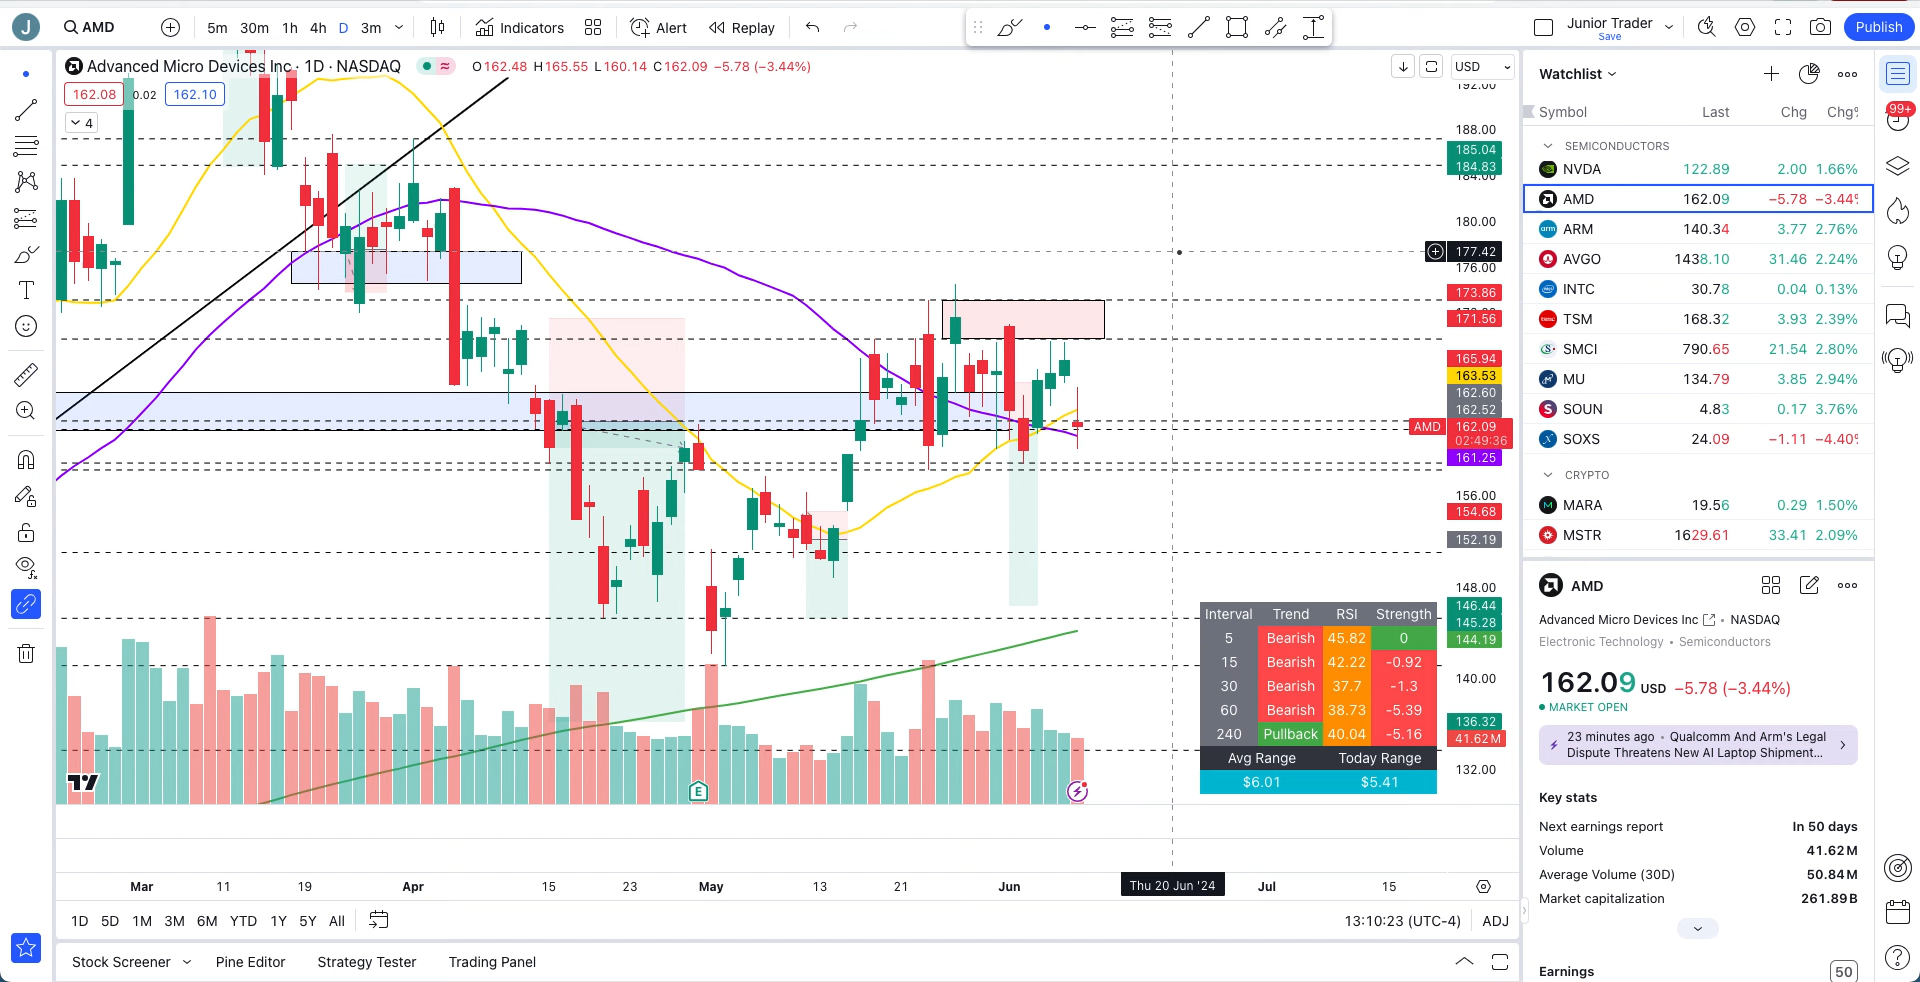 J
AMD
5m 30m 1h 4h D 3m
Indicators
Alert
Replay
Junior Trader
Save
Publish
Advanced Micro Devices Inc · 1D · NASDAQ
O162.48 H165.55 L160.14 C162.09 −5.78 (−3.44%)
162.08 0.02 162.10
4
USD
192.00
188.00
185.04
184.83
184.00
180.00
177.42
176.00
173.86
171.56
165.94
163.53
162.60
162.52
AMD 162.09
02:49:36
161.25
156.00
154.68
152.19
148.00
146.44
145.28
144.19
140.00
136.32
41.62M
132.00
Interval Trend RSI Strength
5 Bearish 45.82 0
15 Bearish 42.22 -0.92
30 Bearish 37.7 -1.3
60 Bearish 38.73 -5.39
240 Pullback 40.04 -5.16
Avg Range Today Range
$6.01 $5.41
E
Mar 11 19 Apr 15 23 May 13 21 Jun Thu 20 Jun '24 Jul 15
1D 5D 1M 3M 6M YTD 1Y 5Y All
13:10:23 (UTC-4) ADJ
Stock Screener Pine Editor Strategy Tester Trading Panel
Watchlist
Symbol Last Chg Chg%
SEMICONDUCTORS
NVDA 122.89 2.00 1.66%
AMD 162.09 −5.78 −3.44%
ARM 140.34 3.77 2.76%
AVGO 1438.10 31.46 2.24%
INTC 30.78 0.04 0.13%
TSM 168.32 3.93 2.39%
SMCI 790.65 21.54 2.80%
MU 134.79 3.85 2.94%
SOUN 4.83 0.17 3.76%
SOXS 24.09 −1.11 −4.40%
CRYPTO
MARA 19.56 0.29 1.50%
MSTR 1629.61 33.41 2.09%
AMD
Advanced Micro Devices Inc • NASDAQ
Electronic Technology • Semiconductors
162.09 USD −5.78 (−3.44%)
MARKET OPEN
23 minutes ago • Qualcomm And Arm's Legal
Dispute Threatens New AI Laptop Shipment...
Key stats
Next earnings report In 50 days
Volume 41.62M
Average Volume (30D) 50.84M
Market capitalization 261.89B
Earnings 50
99+